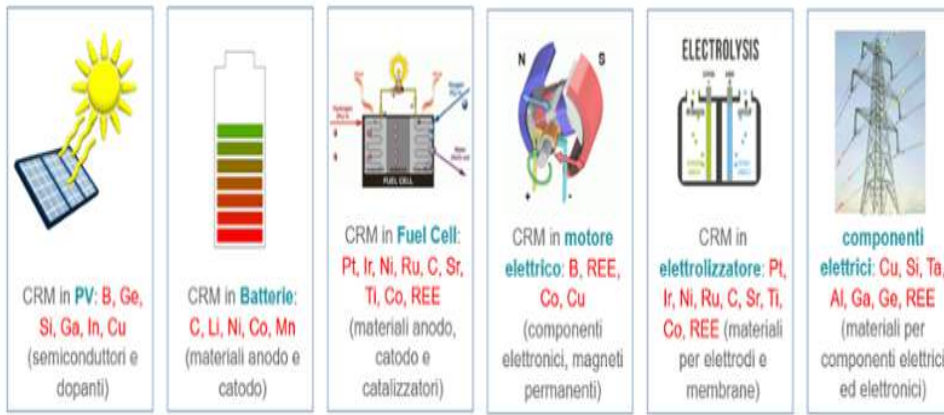 CRM in PV: B, Ge,
Si, Ga, In, Cu
(semiconduttori e
dopanti)
CRM in Batterie:
C, Li, Ni, Co, Mn
(materiali anodo e
catodo)
FUEL CELL
CRM in Fuel Cell:
Pt, Ir, Ni, Ru, C, Sr,
Ti, Co, REE
(materiali anodo,
catodo e
catalizzatori)
N S
CRM in motore
elettrico: B, REE,
Co, Cu
(componenti
elettronici, magneti
permanenti)
ELECTROLYSIS
CRM in
elettrolizzatore: Pt,
Ir, Ni, Ru, C, Sr, Ti,
Co, REE (materiali
per elettrodi e
membrane)
componenti
elettrici: Cu, Si, Ta,
Al, Ga, Ge, REE
(materiali per
componenti elettrici
ed elettronici)